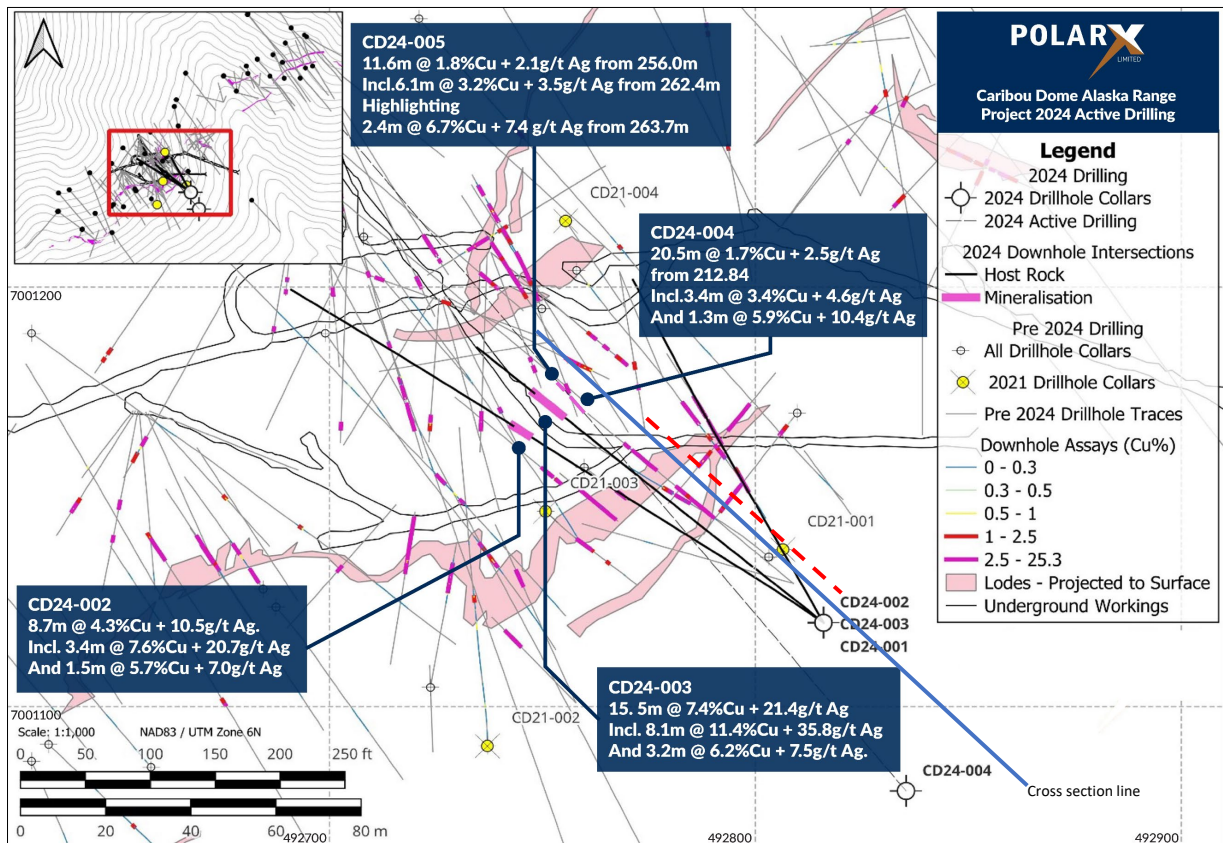 CD24-005
11.6m @ 1.8%Cu + 2.1g/t Ag from 256.0m
Incl.6.1m @ 3.2%Cu + 3.5g/t Ag from 262.4m
Highlighting
2.4m @ 6.7%Cu + 7.4 g/t Ag from 263.7m
POLARX
LIMITED
Caribou Dome Alaska Range
Project 2024 Active Drilling
Legend
2024 Drilling
2024 Drillhole Collars
2024 Active Drilling
2024 Downhole Intersections
Host Rock
Mineralisation
Pre 2024 Drilling
All Drillhole Collars
2021 Drillhole Collars
Pre 2024 Drillhole Traces
Downhole Assays (Cu%)
0 - 0.3
0.3 - 0.5
0.5 - 1
1 - 2.5
2.5 - 25.3
Lodes - Projected to Surface
Underground Workings
CD21-004
CD24-004
20.5m @ 1.7%Cu + 2.5g/t Ag
from 212.84
Incl.3.4m @ 3.4%Cu + 4.6g/t Ag
And 1.3m @ 5.9%Cu + 10.4g/t Ag
7001200
CD21-003
CD21-001
CD24-002
8.7m @ 4.3%Cu + 10.5g/t Ag.
Incl. 3.4m @ 7.6%Cu + 20.7g/t Ag
And 1.5m @ 5.7%Cu + 7.0g/t Ag
CD24-002
CD24-003
CD24-001
CD24-003
15. 5m @ 7.4%Cu + 21.4g/t Ag
Incl. 8.1m @ 11.4%Cu + 35.8g/t Ag
And 3.2m @ 6.2%Cu + 7.5g/t Ag.
7001100
CD21-002
Scale: 1:1,000 NAD83 / UTM Zone 6N
0 50. 100 150 200 250 ft
0 20 40 60 80 m
CD24-004
Cross section line
492700
492800
492900